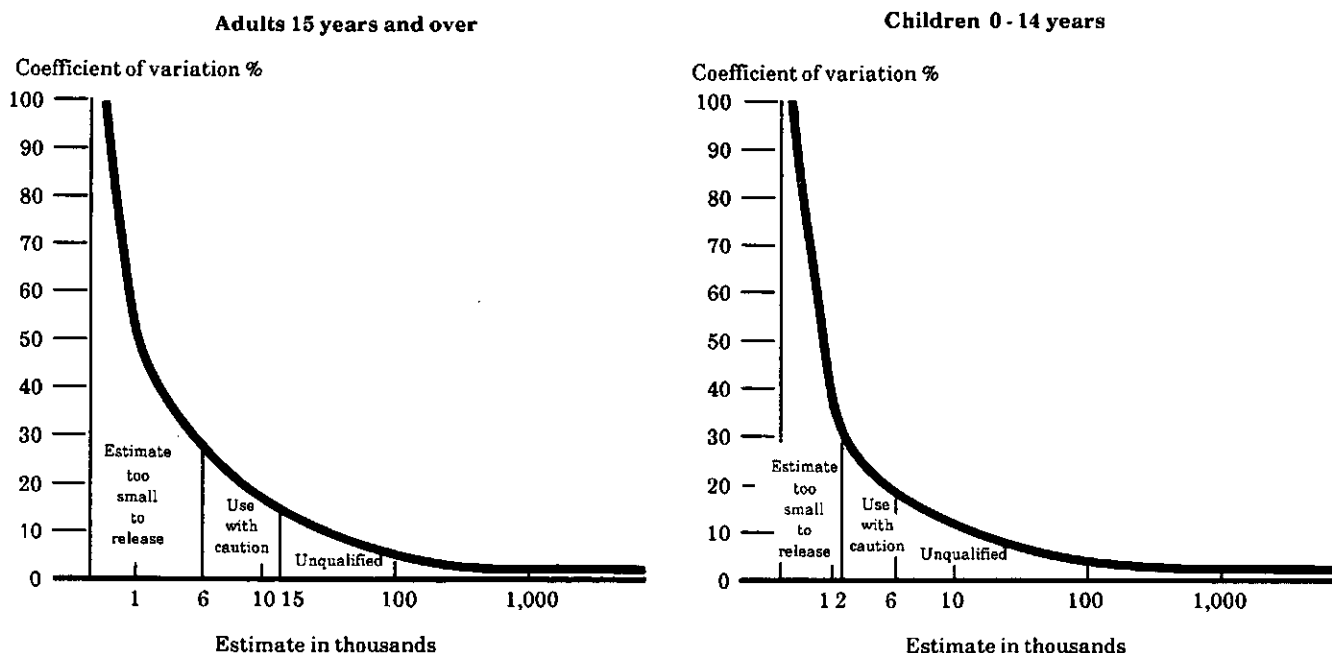 Adults 15 years and over
Coefficient of variation %
100
90
80
70
60
50
40
30
20
10
0
Estimate
too
small
to
release
Use
with
caution
Unqualified
1 6 10 15 100 1,000
Estimate in thousands
Children 0 - 14 years
Coefficient of variation %
100
90
80
70
60
50
40
30
20
10
0
Estimate
too
small
to
release
Use
with
caution
Unqualified
1 2 6 10 100 1,000
Estimate in thousands